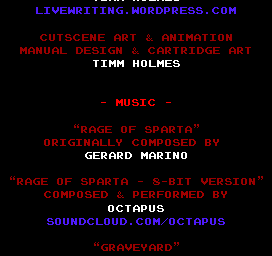 LIVEWRITING.WORDPRESS.COM
CUTSCENE ART & ANIMATION
MANUAL DESIGN & CARTRIDGE ART
TIMM HOLMES
- MUSIC -
“RAGE OF SPARTA”
ORIGINALLY COMPOSED BY
GERARD MARINO
“RAGE OF SPARTA - 8-BIT VERSION”
COMPOSED & PERFORMED BY
OCTAPUS
SOUNDCLOUD.COM/OCTAPUS
“GRAVEYARD”